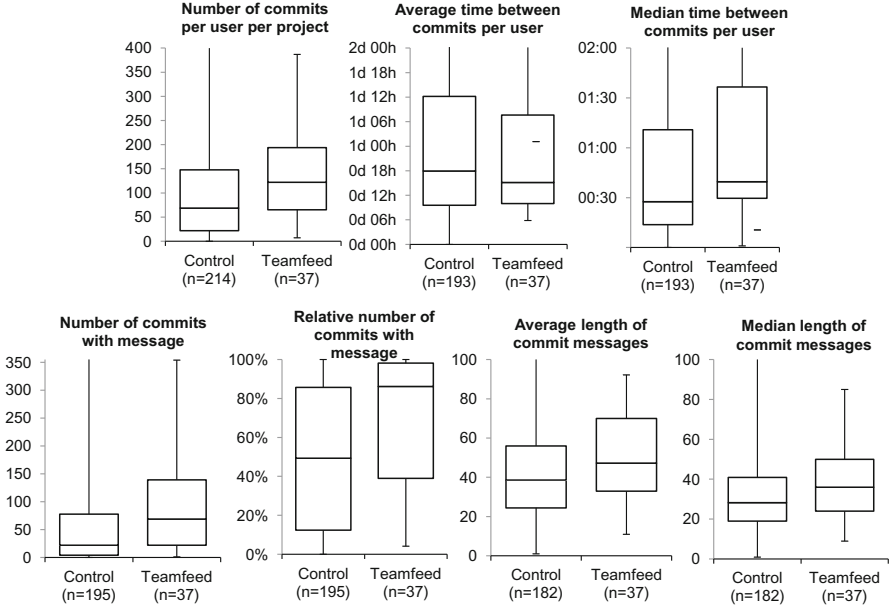 Number of commits
per user per project
400
350
300
250
200
150
100
50
0
Control
(n=214)
Teamfeed
(n=37)
Average time between
commits per user
2d 00h
1d 18h
1d 12h
1d 06h
1d 00h
0d 18h
0d 12h
0d 06h
0d 00h
Control
(n=193)
Teamfeed
(n=37)
Median time between
commits per user
02:00
01:30
01:00
00:30
Control
(n=193)
Teamfeed
(n=37)
Number of commits
with message
350
300
250
200
150
100
50
0
Control
(n=195)
Teamfeed
(n=37)
Relative number of
commits with
message
100%
80%
60%
40%
20%
0%
Control
(n=195)
Teamfeed
(n=37)
Average length of
commit messages
100
80
60
40
20
0
Control
(n=182)
Teamfeed
(n=37)
Median length of
commit messages
100
80
60
40
20
0
Control
(n=182)
Teamfeed
(n=37)